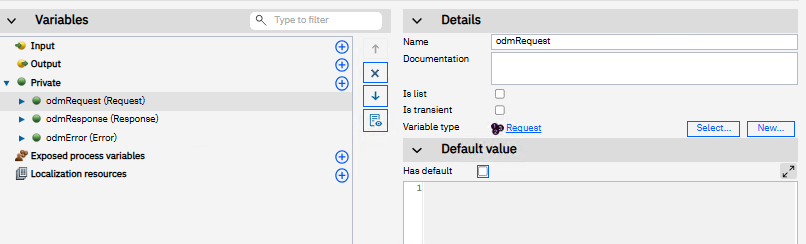 Variables
Type to filter
Input
Output
Private
odmRequest (Request)
odmResponse (Response)
odmError (Error)
Exposed process variables
Localization resources
Details
Name odmRequest
Documentation
Is list
Is transient
Variable type Request Select... New...
Default value
Has default
1